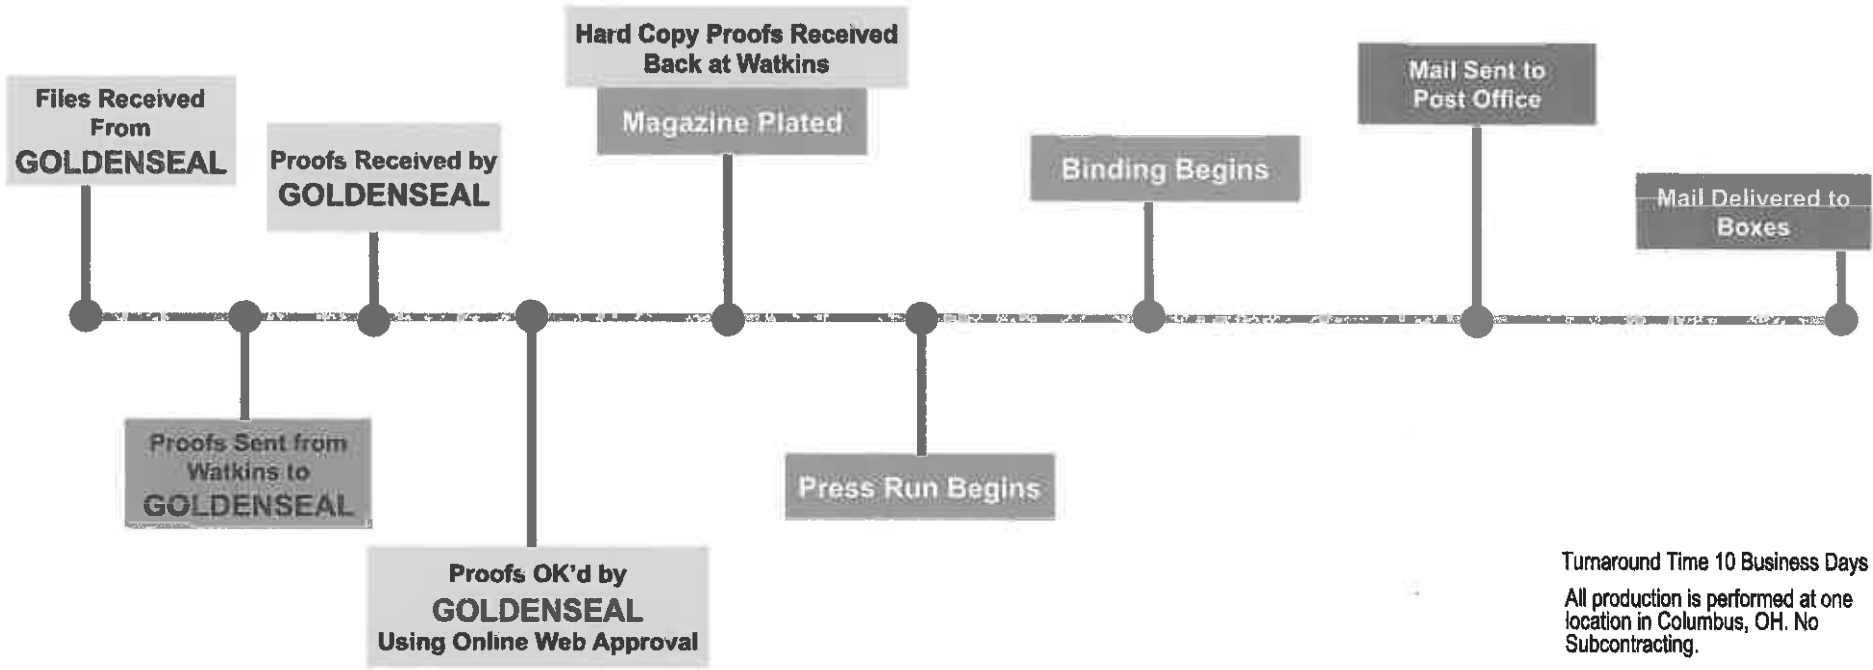 Files Received
From
GOLDENSEAL
Proofs Sent from
Watkins to
GOLDENSEAL
Proofs Received by
GOLDENSEAL
Proofs OK'd by
GOLDENSEAL
Using Online Web Approval
Hard Copy Proofs Received
Back at Watkins
Magazine Plated
Press Run Begins
Binding Begins
Mail Sent to
Post Office
Mail Delivered to
Boxes
Turnaround Time 10 Business Days
All production is performed at one
location in Columbus, OH. No
Subcontracting.